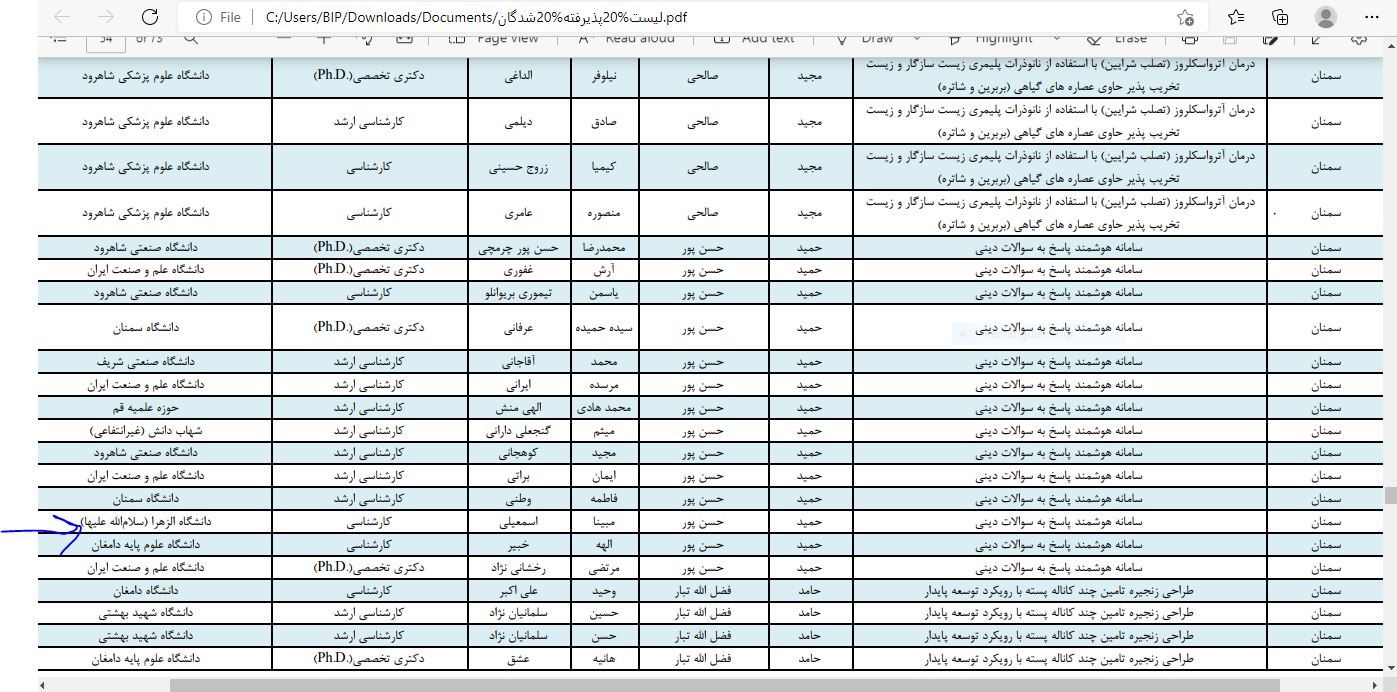 File C:/Users/BIP/Downloads/Documents/لیست%20پذیرفته%20شدگان.pdf
54 of 73 Page view Read aloud Add text Draw Highlight Erase
سمنان درمان آترواسکلروز (تصلب شرایین) با استفاده از نانوذرات پلیمری زیست سازگار و زیست تخریب پذیر حاوی عصاره های گیاهی (بربرین و شاتره) مجید صالحی نیلوفر الداغی دکتری تخصصی(Ph.D.) دانشگاه علوم پزشکی شاهرود
سمنان درمان آترواسکلروز (تصلب شرایین) با استفاده از نانوذرات پلیمری زیست سازگار و زیست تخریب پذیر حاوی عصاره های گیاهی (بربرین و شاتره) مجید صالحی صادق دیلمی کارشناسی ارشد دانشگاه علوم پزشکی شاهرود
سمنان درمان آترواسکلروز (تصلب شرایین) با استفاده از نانوذرات پلیمری زیست سازگار و زیست تخریب پذیر حاوی عصاره های گیاهی (بربرین و شاتره) مجید صالحی کیمیا زروج حسینی کارشناسی دانشگاه علوم پزشکی شاهرود
سمنان درمان آترواسکلروز (تصلب شرایین) با استفاده از نانوذرات پلیمری زیست سازگار و زیست تخریب پذیر حاوی عصاره های گیاهی (بربرین و شاتره) مجید صالحی منصوره عامری کارشناسی دانشگاه علوم پزشکی شاهرود
سمنان سامانه هوشمند پاسخ به سوالات دینی حمید حسن پور محمدرضا حسن پور چرمچی دکتری تخصصی(Ph.D.) دانشگاه صنعتی شاهرود
سمنان سامانه هوشمند پاسخ به سوالات دینی حمید حسن پور آرش غفوری دکتری تخصصی(Ph.D.) دانشگاه علم و صنعت ایران
سمنان سامانه هوشمند پاسخ به سوالات دینی حمید حسن پور یاسمن تیموری بریوانلو کارشناسی دانشگاه صنعتی شاهرود
سمنان سامانه هوشمند پاسخ به سوالات دینی حمید حسن پور سیده حمیده عرفانی دکتری تخصصی(Ph.D.) دانشگاه سمنان
سمنان سامانه هوشمند پاسخ به سوالات دینی حمید حسن پور محمد آقاجانی کارشناسی ارشد دانشگاه صنعتی شریف
سمنان سامانه هوشمند پاسخ به سوالات دینی حمید حسن پور مرسده ایرانی کارشناسی ارشد دانشگاه علم و صنعت ایران
سمنان سامانه هوشمند پاسخ به سوالات دینی حمید حسن پور محمد هادی الهی منش کارشناسی ارشد حوزه علمیه قم
سمنان سامانه هوشمند پاسخ به سوالات دینی حمید حسن پور میثم گنجعلی دارانی کارشناسی ارشد شهاب دانش (غیرانتفاعی)
سمنان سامانه هوشمند پاسخ به سوالات دینی حمید حسن پور مجید کوهجانی کارشناسی ارشد دانشگاه صنعتی شاهرود
سمنان سامانه هوشمند پاسخ به سوالات دینی حمید حسن پور ایمان براتی کارشناسی ارشد دانشگاه علم و صنعت ایران
سمنان سامانه هوشمند پاسخ به سوالات دینی حمید حسن پور فاطمه وطنی کارشناسی ارشد دانشگاه سمنان
سمنان سامانه هوشمند پاسخ به سوالات دینی حمید حسن پور مبینا اسمعیلی کارشناسی دانشگاه الزهرا (سلام‌الله علیها)
سمنان سامانه هوشمند پاسخ به سوالات دینی حمید حسن پور الهه خبیر کارشناسی دانشگاه علوم پایه دامغان
سمنان سامانه هوشمند پاسخ به سوالات دینی حمید حسن پور مرتضی رخشانی نژاد دکتری تخصصی(Ph.D.) دانشگاه علم و صنعت ایران
سمنان طراحی زنجیره تامین چند کاناله پسته با رویکرد توسعه پایدار حامد فضل الله تبار وحید علی اکبر کارشناسی دانشگاه دامغان
سمنان طراحی زنجیره تامین چند کاناله پسته با رویکرد توسعه پایدار حامد فضل الله تبار حسین سلمانیان نژاد کارشناسی ارشد دانشگاه شهید بهشتی
سمنان طراحی زنجیره تامین چند کاناله پسته با رویکرد توسعه پایدار حامد فضل الله تبار حسن سلمانیان نژاد کارشناسی ارشد دانشگاه شهید بهشتی
سمنان طراحی زنجیره تامین چند کاناله پسته با رویکرد توسعه پایدار حامد فضل الله تبار هانیه عشق دکتری تخصصی(Ph.D.) دانشگاه علوم پایه دامغان